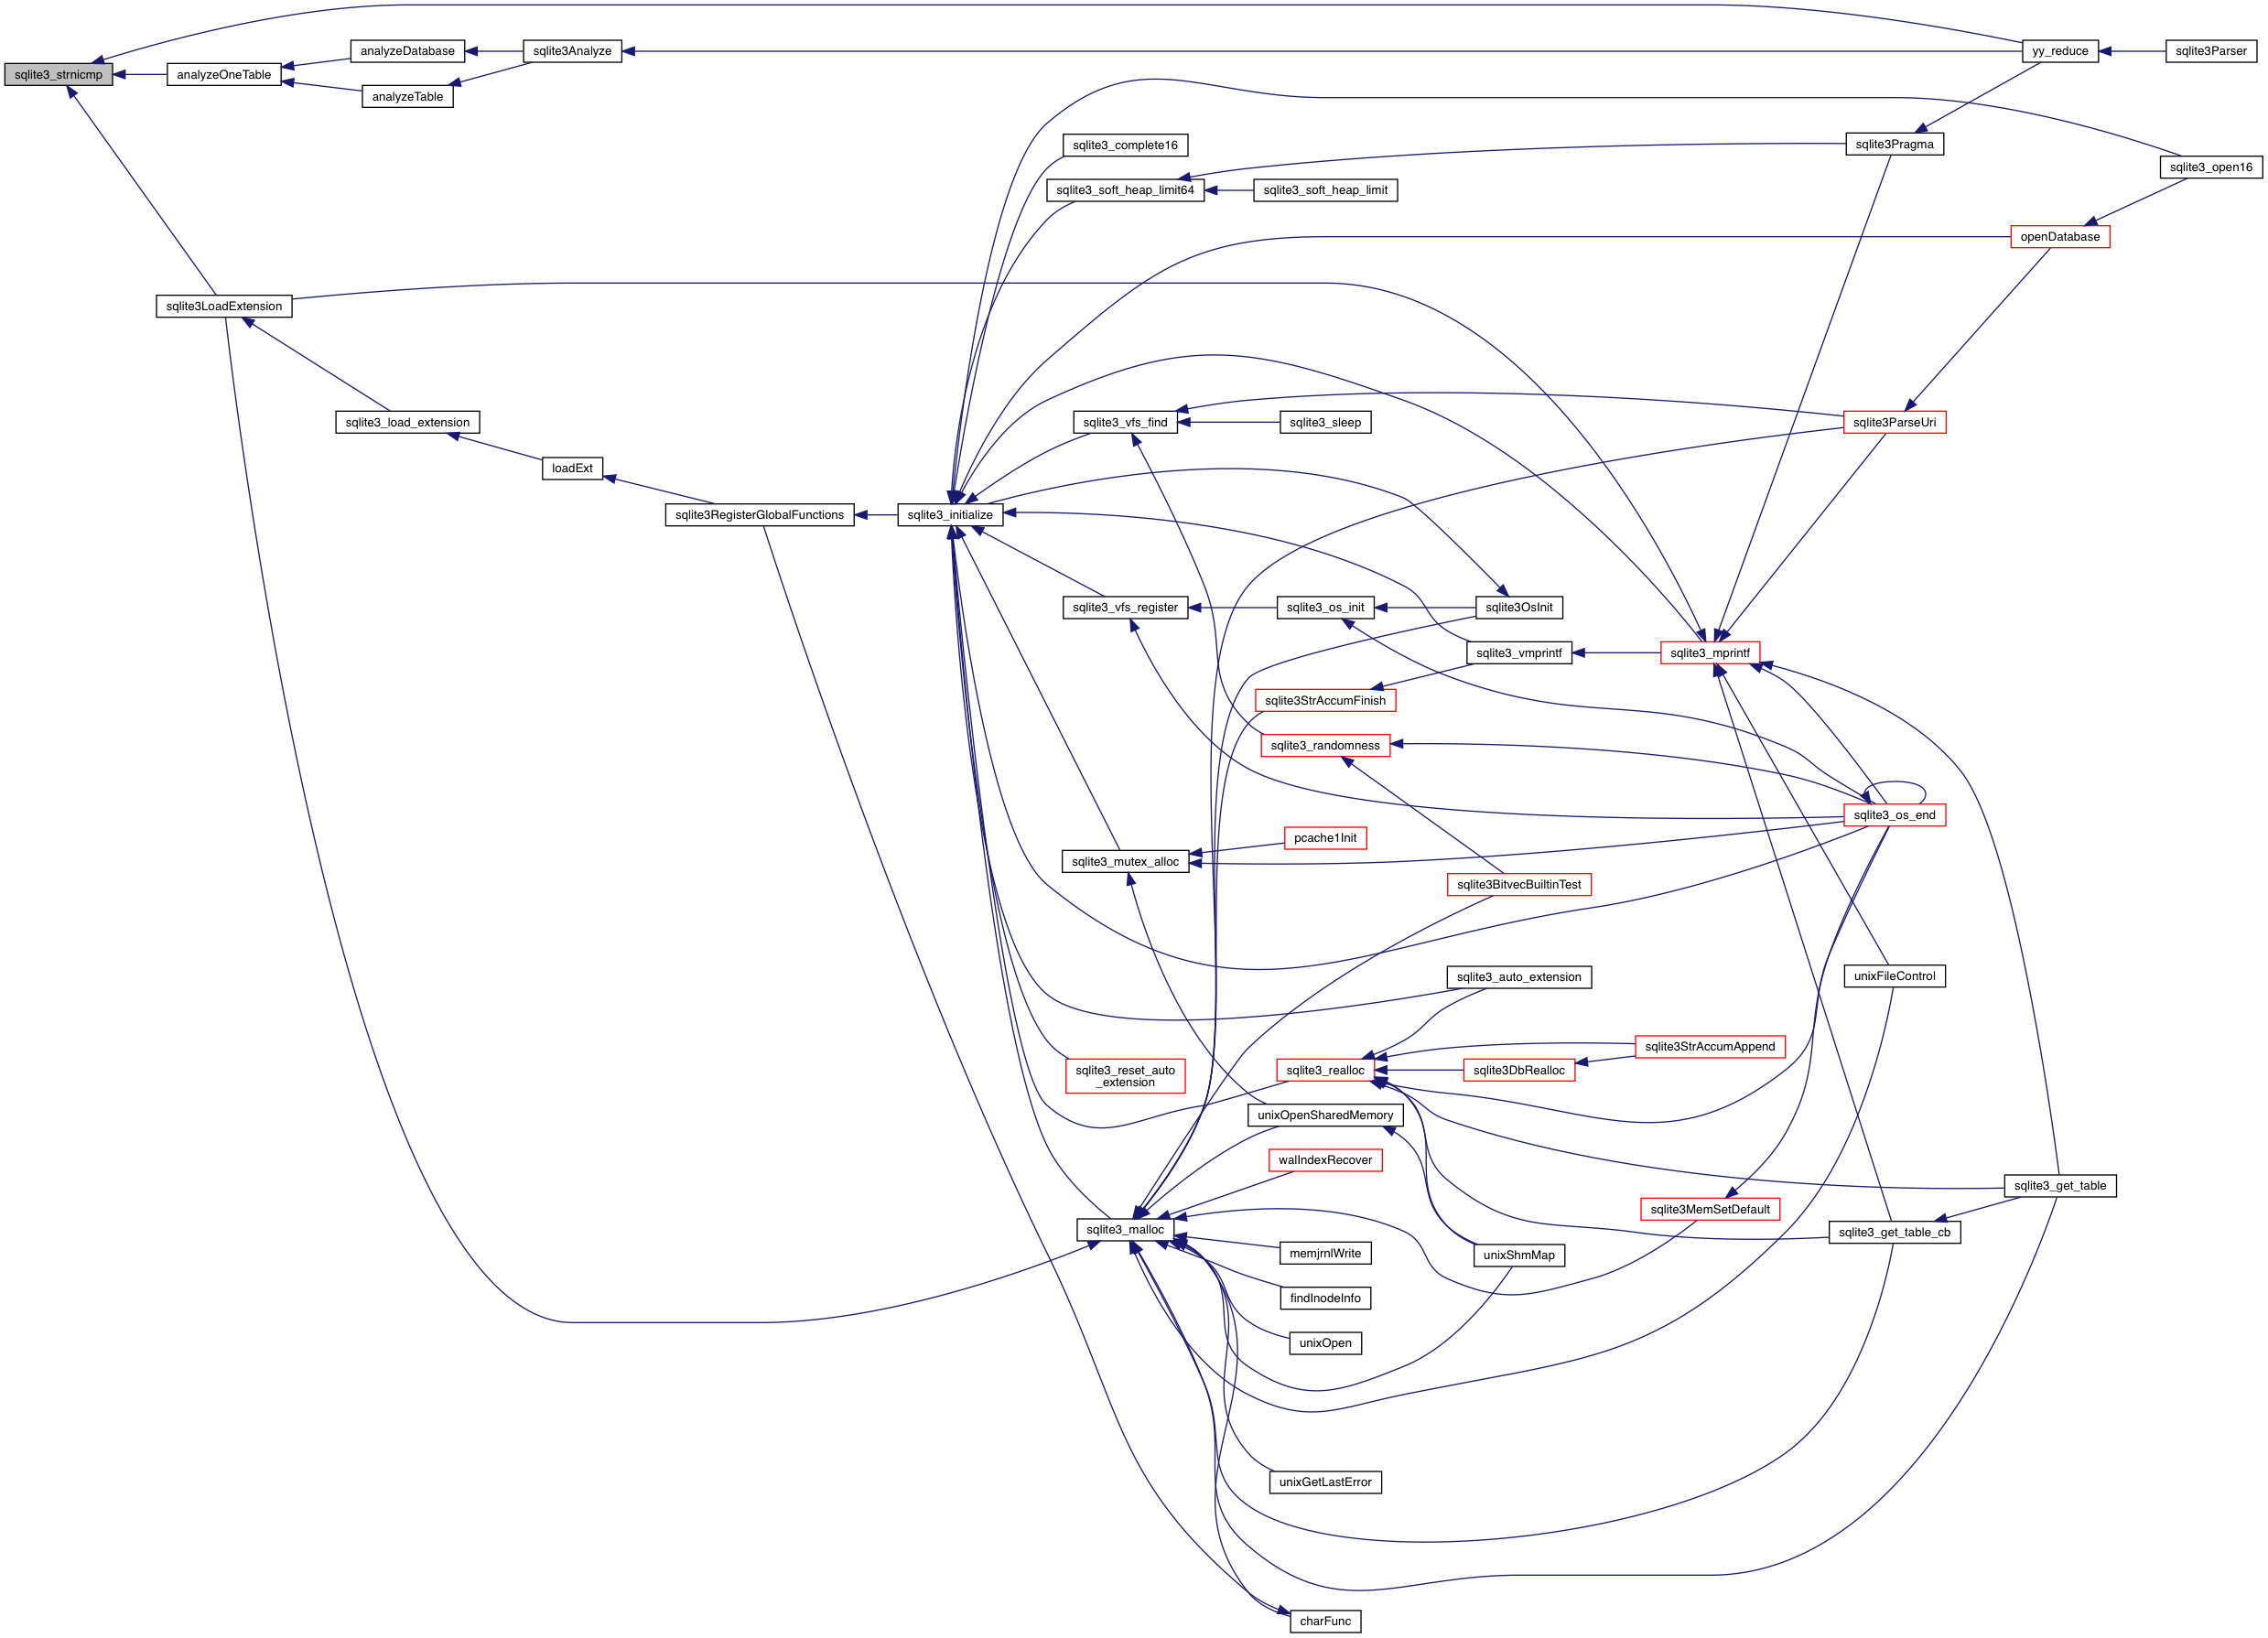 sqlite3_strnicmp
analyzeOneTable
analyzeDatabase
analyzeTable
sqlite3Analyze
yy_reduce
sqlite3Parser
sqlite3_complete16
sqlite3Pragma
sqlite3_open16
sqlite3_soft_heap_limit64
sqlite3_soft_heap_limit
openDatabase
sqlite3LoadExtension
sqlite3_load_extension
sqlite3_vfs_find
sqlite3_sleep
sqlite3ParseUri
loadExt
sqlite3RegisterGlobalFunctions
sqlite3_initialize
sqlite3_vfs_register
sqlite3_os_init
sqlite3OsInit
sqlite3_vmprintf
sqlite3_mprintf
sqlite3StrAccumFinish
sqlite3_randomness
sqlite3_os_end
pcache1Init
sqlite3_mutex_alloc
sqlite3BitvecBuiltinTest
sqlite3_auto_extension
unixFileControl
sqlite3StrAccumAppend
sqlite3_reset_auto
_extension
sqlite3_realloc
sqlite3DbRealloc
unixOpenSharedMemory
walIndexRecover
sqlite3_get_table
sqlite3MemSetDefault
sqlite3_malloc
sqlite3_get_table_cb
memjrnlWrite
unixShmMap
findInodeInfo
unixOpen
unixGetLastError
charFunc